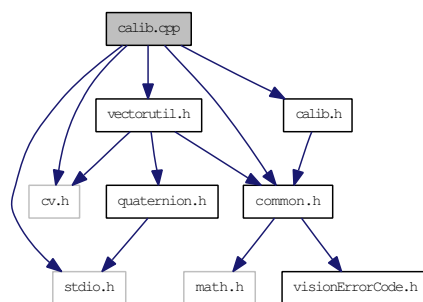 calib.cpp
vectorutil.h
calib.h
cv.h
quaternion.h
common.h
stdio.h
math.h
visionErrorCode.h